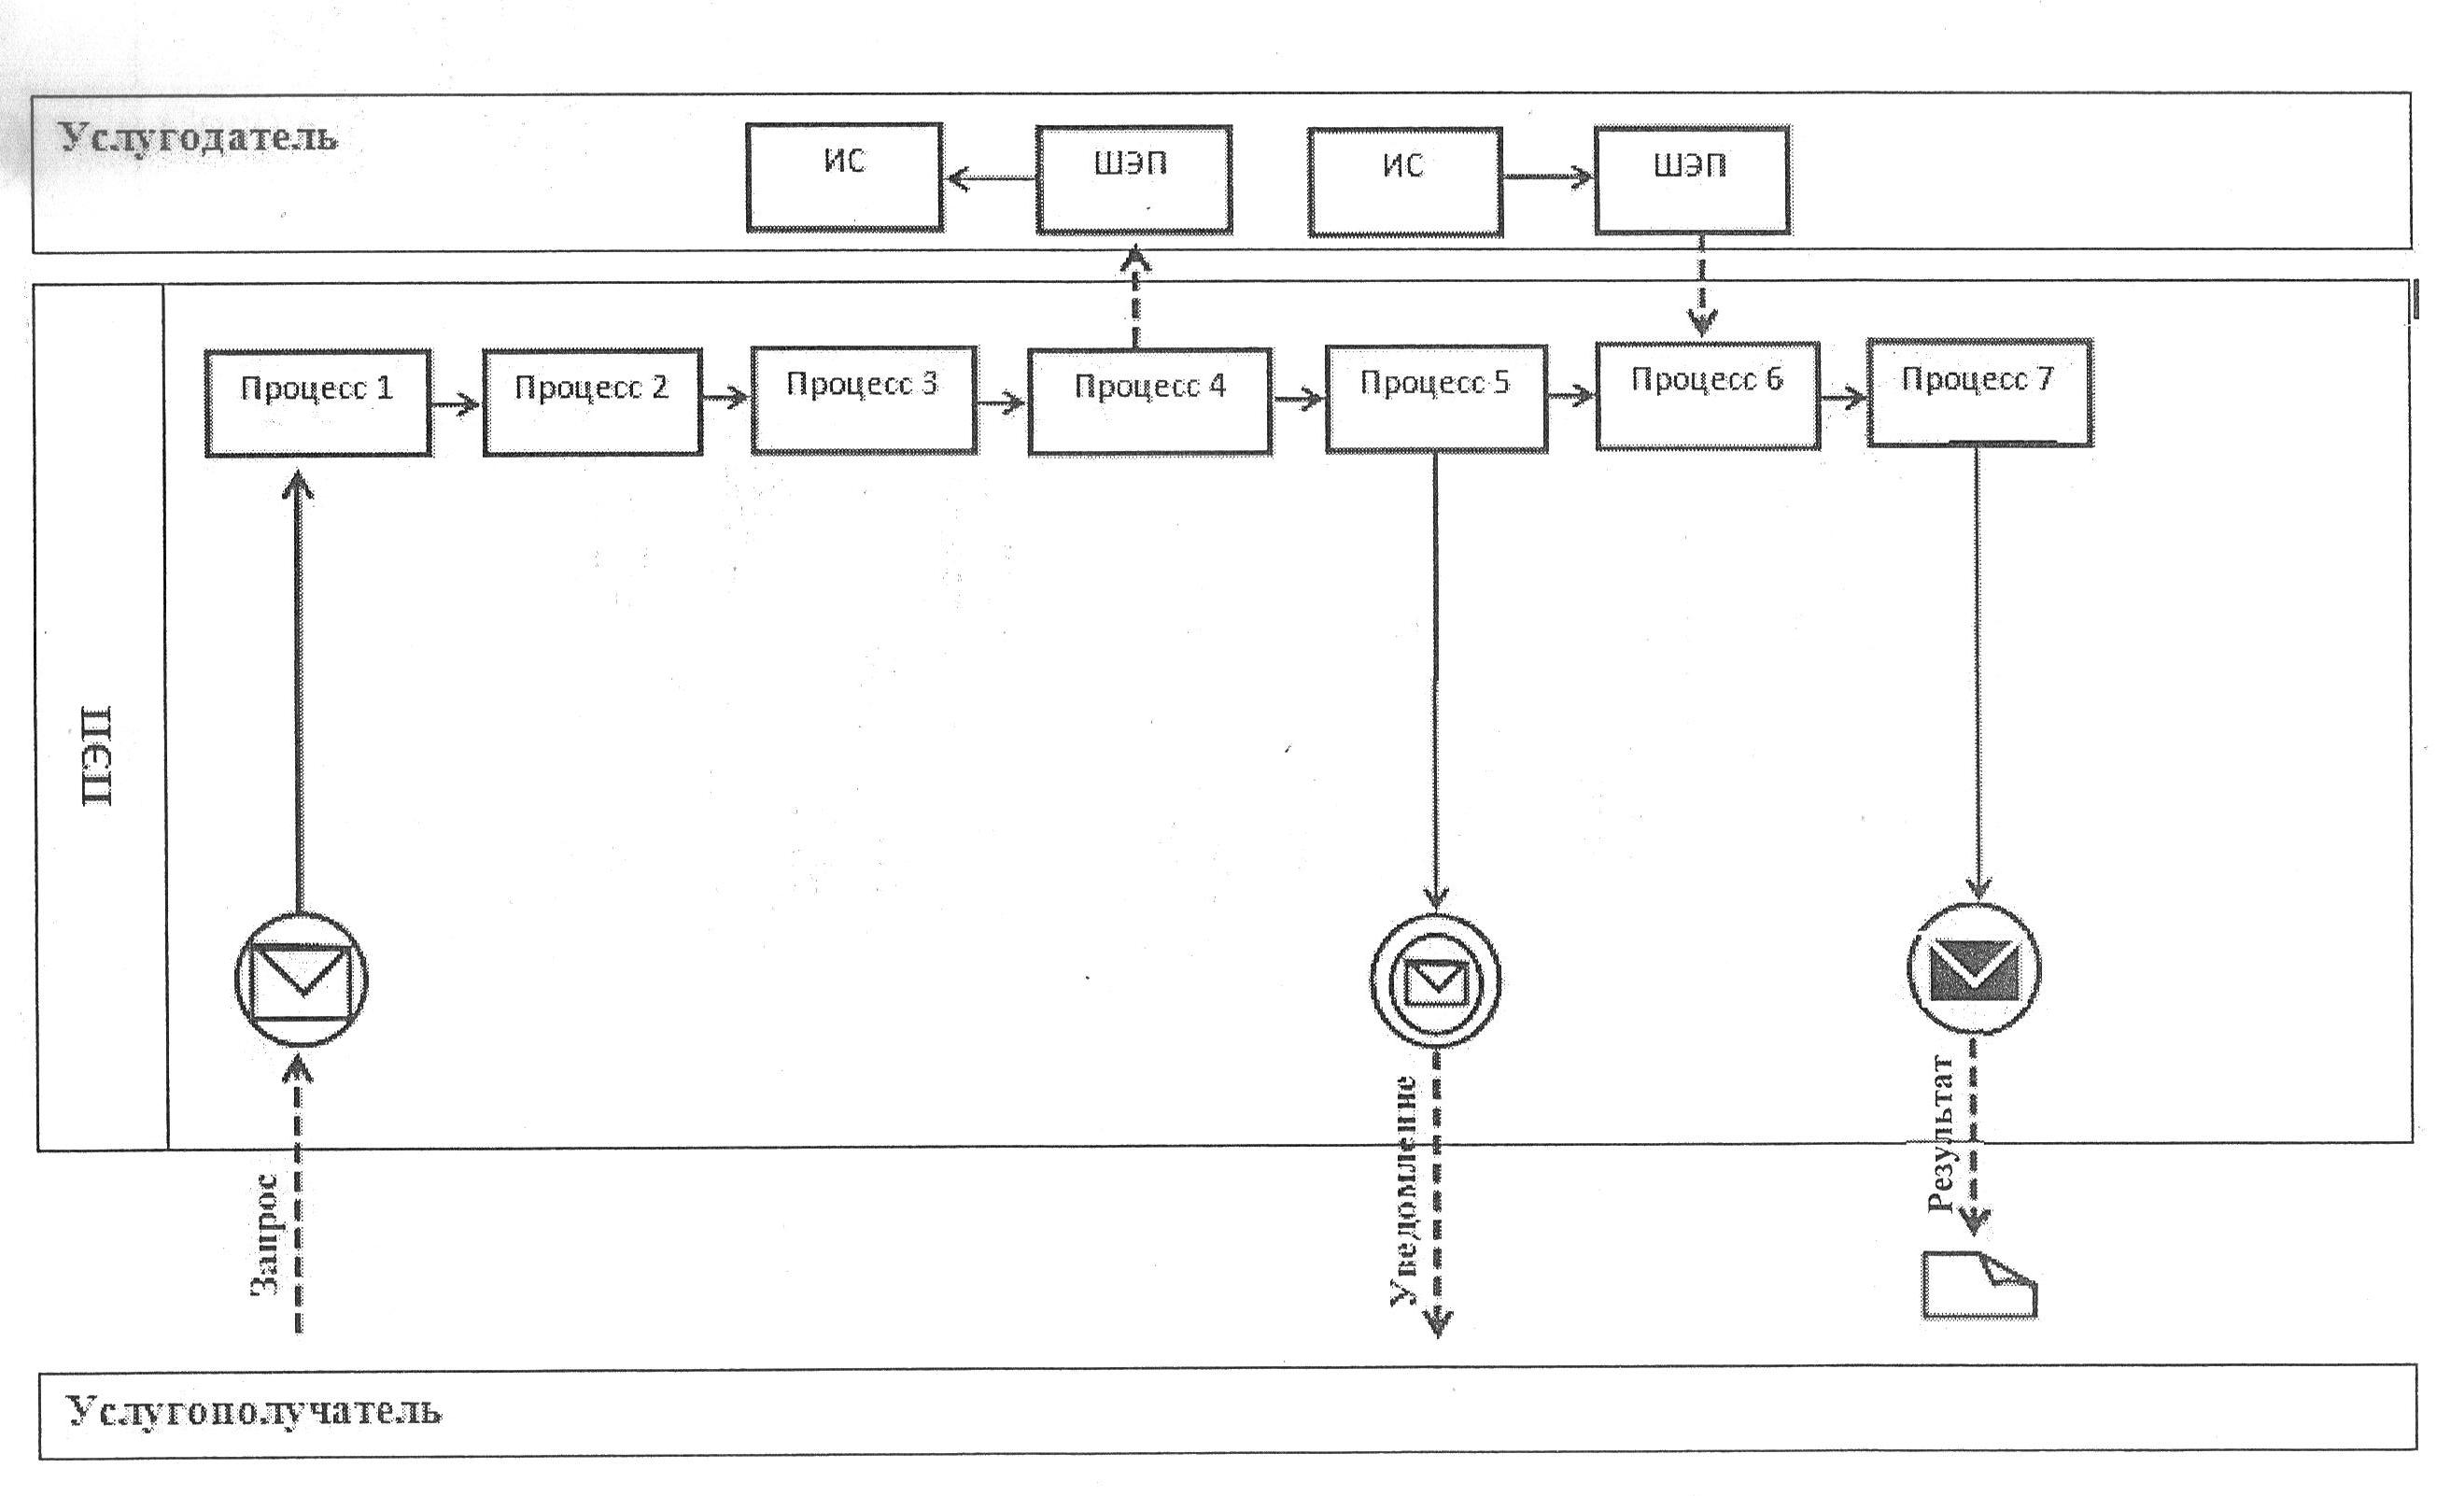 Услугодатель
ИС
ШЭП
ИС
ШЭП
ПЭП
Процесс 1
Процесс 2
Процесс 3
Процесс 4
Процесс 5
Процесс 6
Процесс 7
Запрос
Уведомление
Результат
Услугополучатель